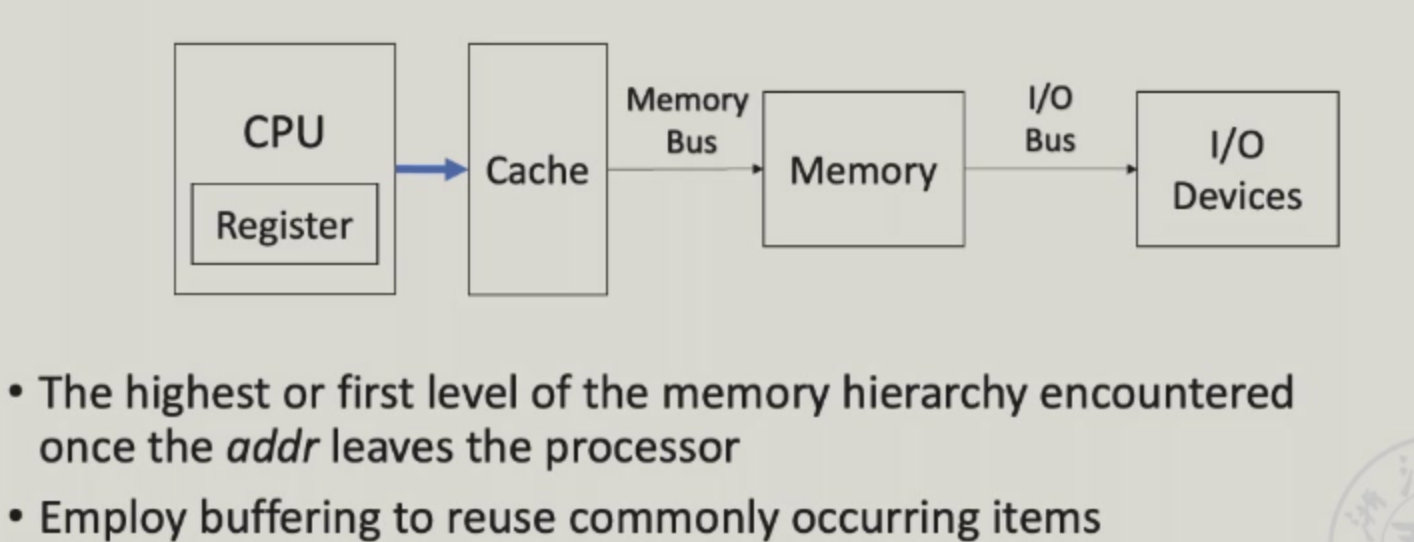 CPU
Register
Cache
Memory
Bus
Memory
I/O
Bus
I/O
Devices
• The highest or first level of the memory hierarchy encountered
once the addr leaves the processor
• Employ buffering to reuse commonly occurring items